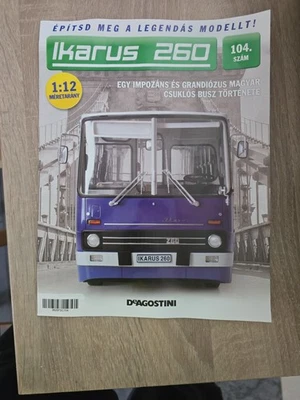 ÉPÍTSD MEG A LEGENDÁS MODELLT!
Ikarus 260
104.
SZÁM
1:12
MÉRETARÁNY
EGY IMPOZÁNS ÉS GRANDIÓZUS MAGYAR
CSUKLÓS BUSZ TÖRTÉNETE
260
IKARUS 260
DeAGOSTINI